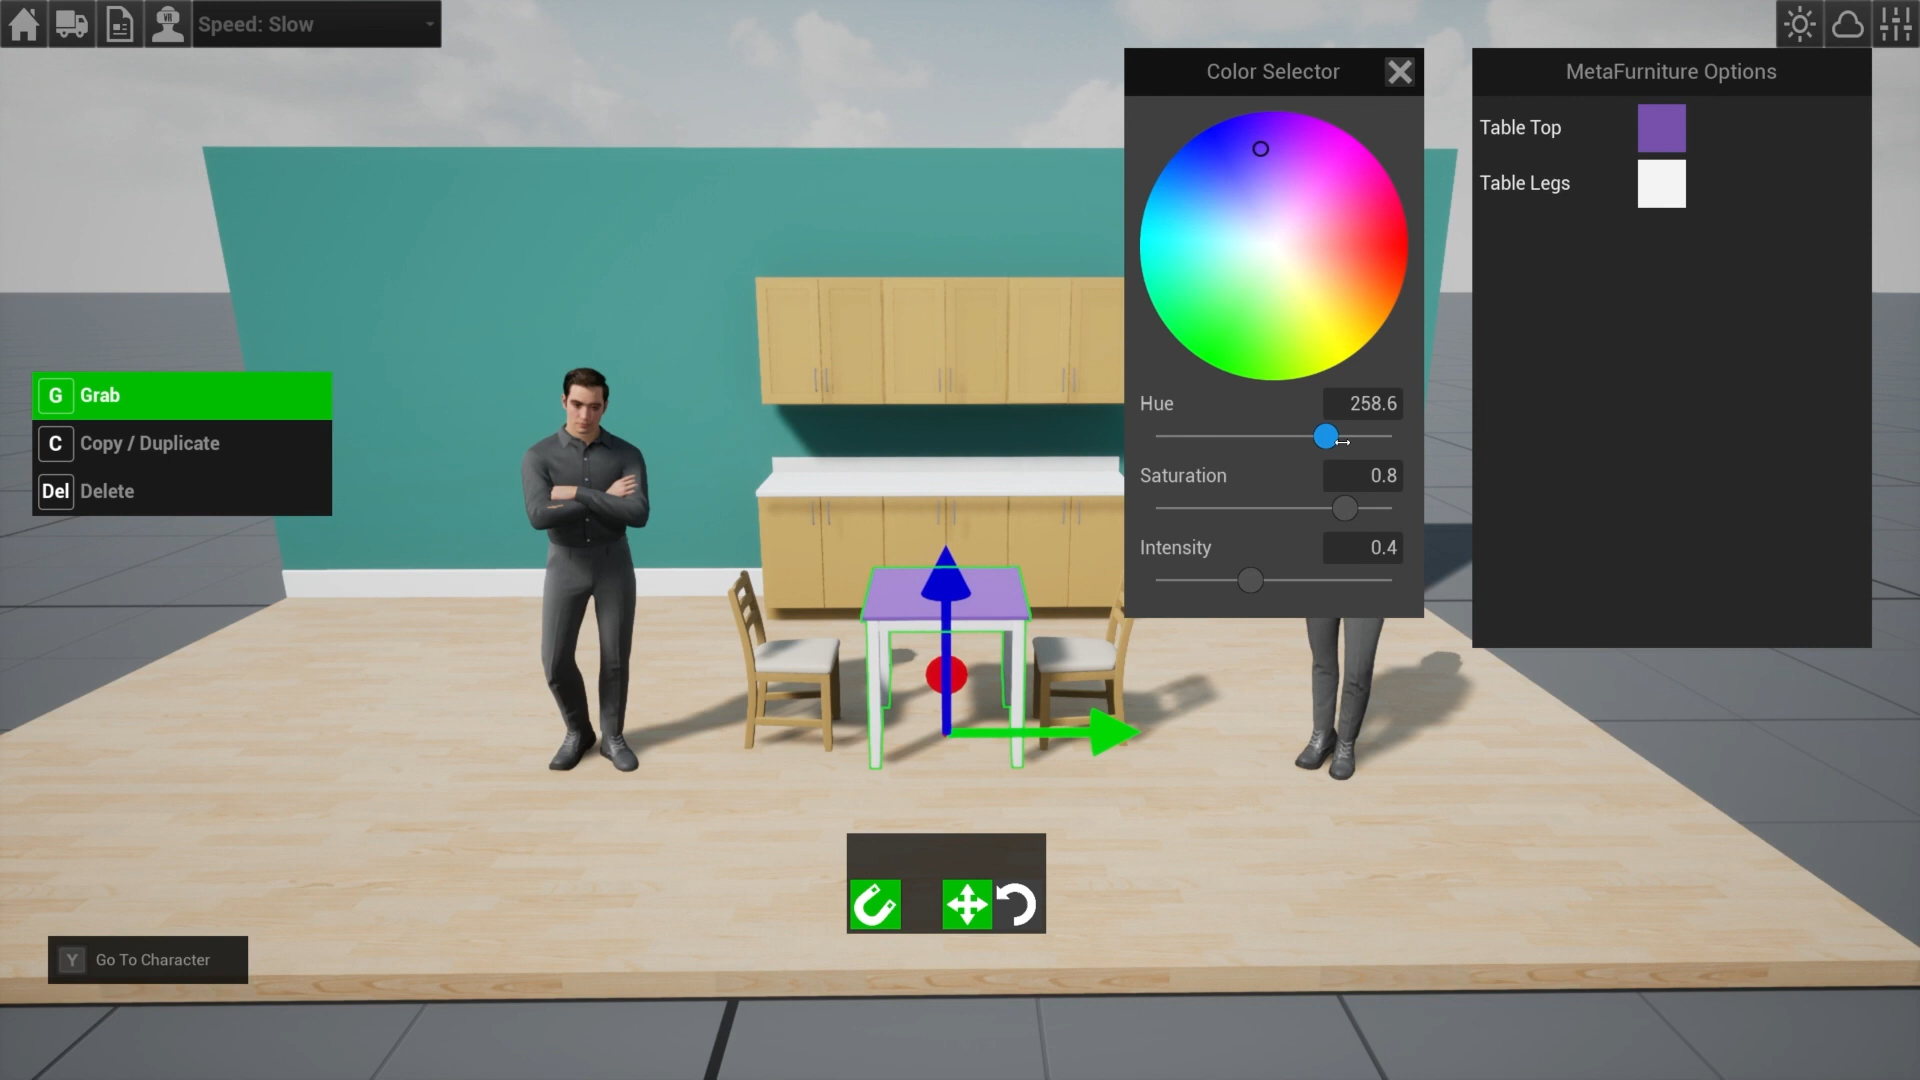 VR
Speed: Slow
Color Selector
MetaFurniture Options
Table Top
Table Legs
G Grab
C Copy / Duplicate
Del Delete
Hue 258.6
Saturation 0.8
Intensity 0.4
Y Go To Character